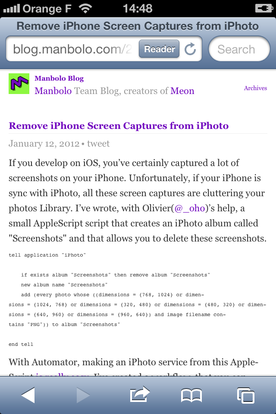 Orange F 14:48
Remove iPhone Screen Captures from iPhoto
blog.manbolo.com/2 Reader Search
Manbolo Blog
Manbolo Team Blog, creators of Meon Archives
Remove iPhone Screen Captures from iPhoto
January 12, 2012 • tweet
If you develop on iOS, you've certainly captured a lot of
screenshots on your iPhone. Unfortunately, if your iPhone is
sync with iPhoto, all these screen captures are cluttering your
photos Library. I've wrote, with Olivier(@_oho)'s help, a
small AppleScript script that creates an iPhoto album called
"Screenshots" and that allows you to delete these screenshots.
tell application "iPhoto"
if exists album "Screenshots" then remove album "Screenshots"
new album name "Screenshots"
add (every photo whose ((dimensions = {768, 1024} or dimen-
sions = {1024, 768} or dimensions = {320, 480} or dimensions = {480, 320} or dimen-
sions = {640, 960} or dimensions = {960, 640}) and image filename con-
tains "PNG")) to album "Screenshots"
end tell
With Automator, making an iPhoto service from this Apple-